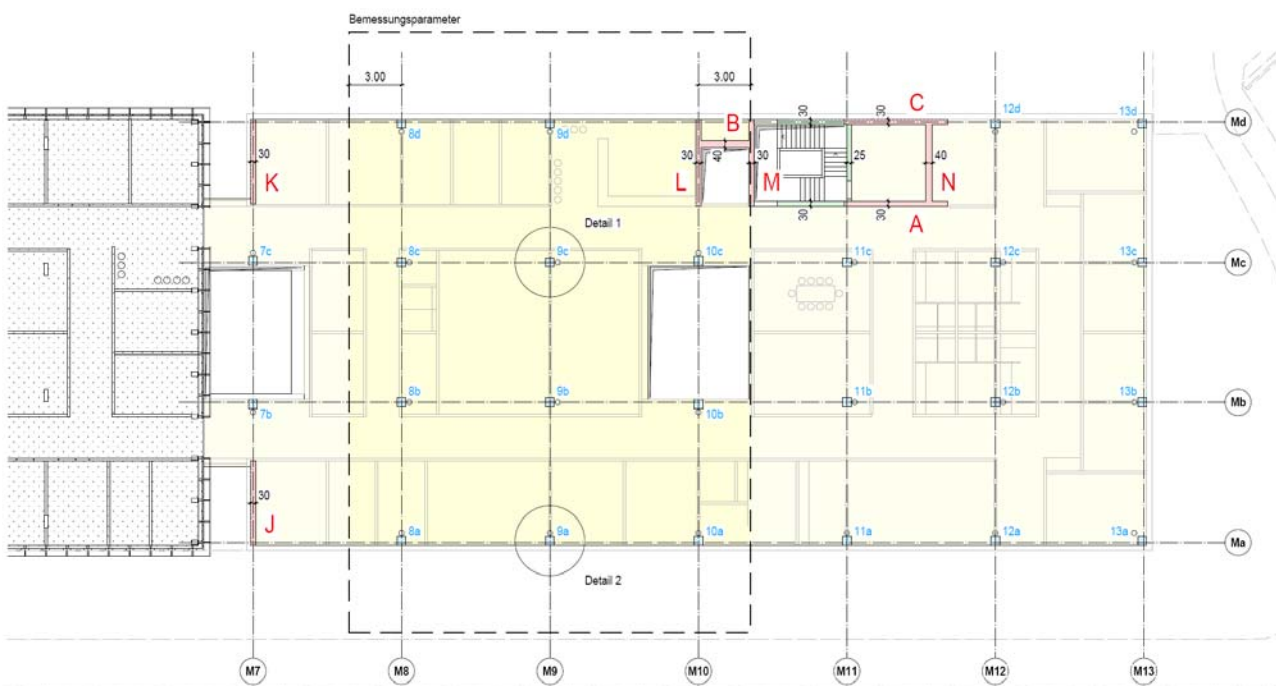 Bemessungsparameter
3.00 3.00
12d 13d
30 30 C
Md
8d 9d B
30 30 40 30 25 40
K L M N
30 30 A
Detail 1
7c 8c 9c 10c 11c 12c 13c
Mc
7b 8b 9b 10b 11b 12b 13b
Mb
30
J
8a 9a 10a 11a 12a 13a
Ma
Detail 2
M7 M8 M9 M10 M11 M12 M13